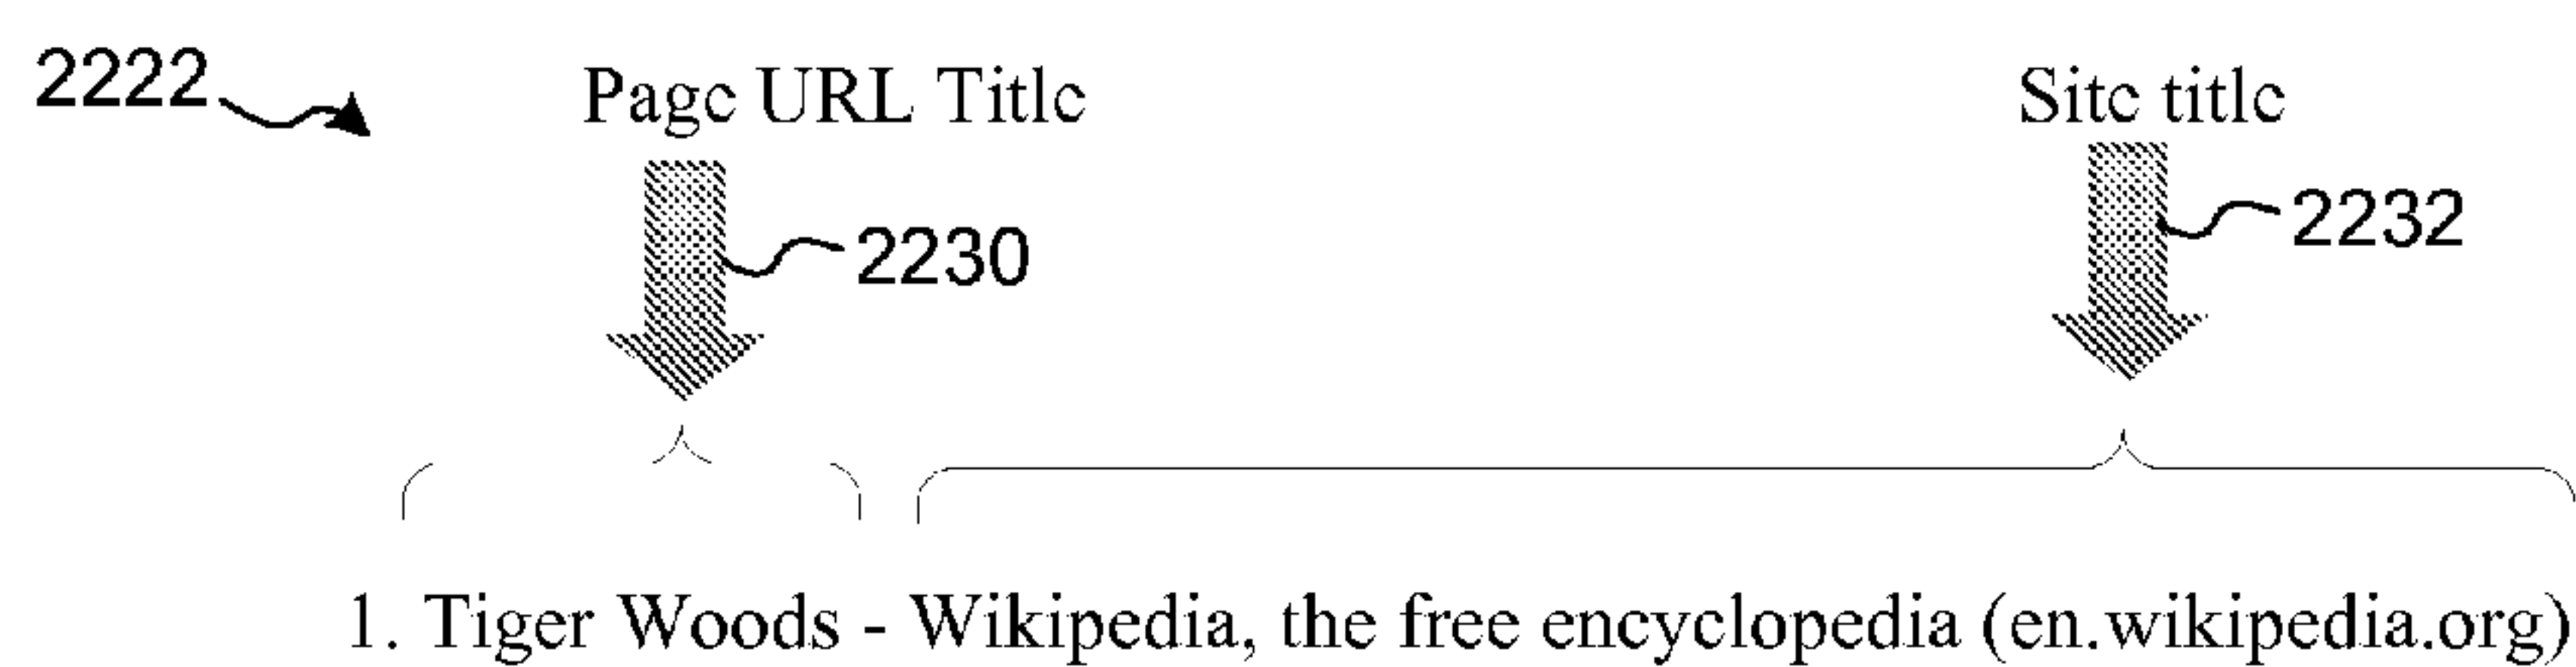 2222 Page URL Title Site title
2230 2232
1. Tiger Woods - Wikipedia, the free encyclopedia (en.wikipedia.org)